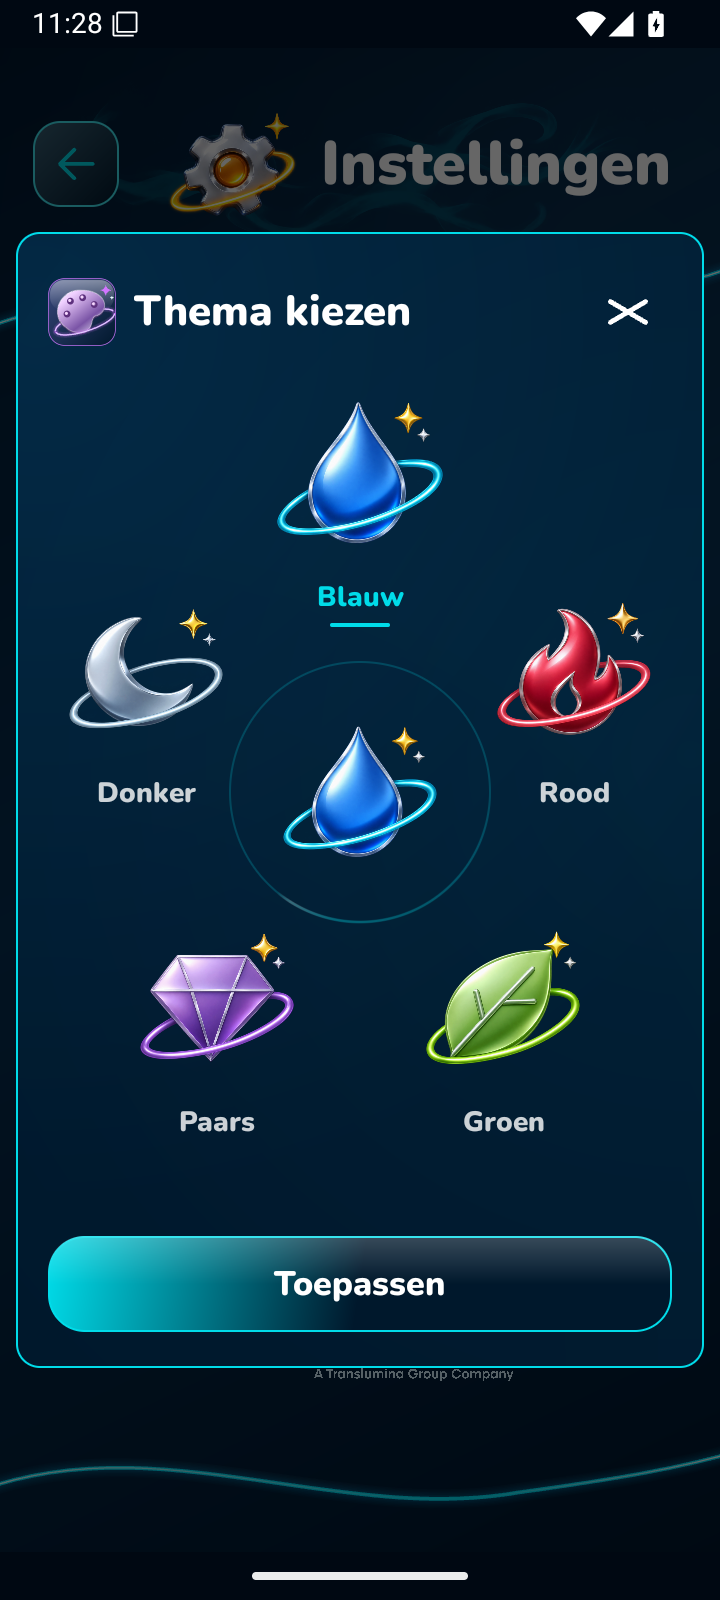 11:28
Instellingen
Thema kiezen
Blauw
Donker
Rood
Paars
Groen
Toepassen
A Translumina Group Company